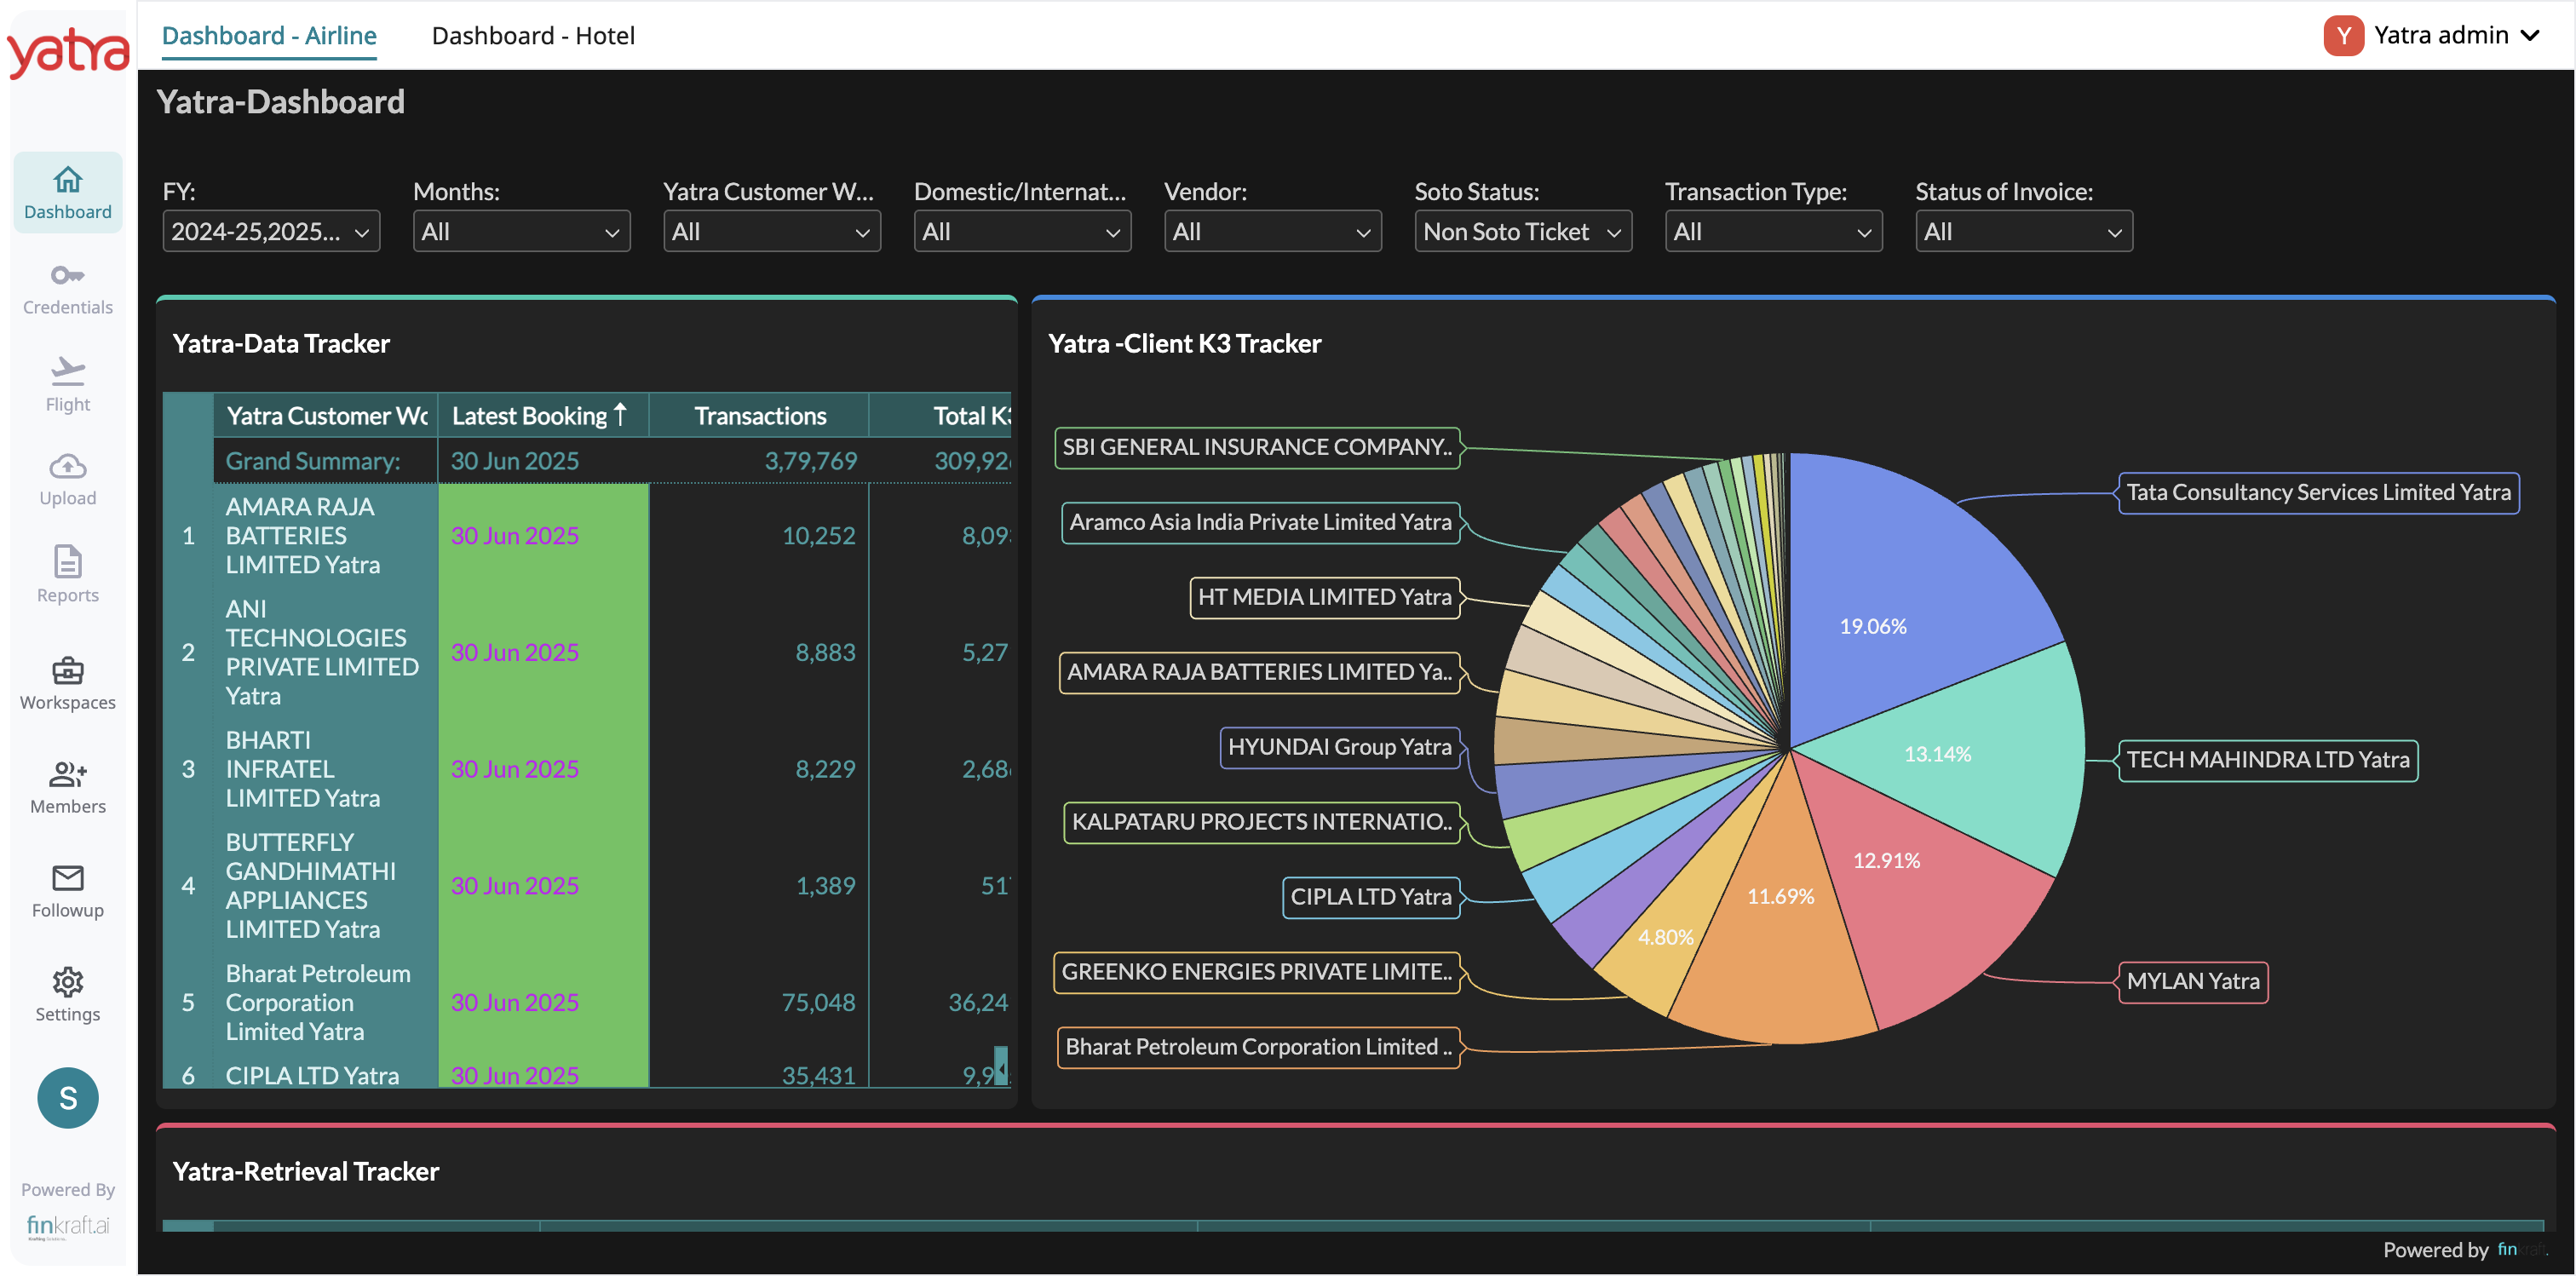 yatra
Dashboard - Airline
Dashboard - Hotel
Y
Yatra admin
Yatra-Dashboard
Dashboard
Credentials
Flight
Upload
Reports
Workspaces
Members
Followup
Settings
S
Powered By
finkraft.ai
FY:
2024-25,2025...
Months:
All
Yatra Customer W...
All
Domestic/Internat...
All
Vendor:
All
Soto Status:
Non Soto Ticket
Transaction Type:
All
Status of Invoice:
All
Yatra-Data Tracker
Yatra Customer Wo Latest Booking ↑ Transactions Total K3
Grand Summary: 30 Jun 2025 3,79,769 309,92
1 AMARA RAJA
BATTERIES
LIMITED Yatra
30 Jun 2025 10,252 8,09
2 ANI
TECHNOLOGIES
PRIVATE LIMITED
Yatra
30 Jun 2025 8,883 5,27
3 BHARTI
INFRATEL
LIMITED Yatra
30 Jun 2025 8,229 2,68
4 BUTTERFLY
GANDHIMATHI
APPLIANCES
LIMITED Yatra
30 Jun 2025 1,389 51
5 Bharat Petroleum
Corporation
Limited Yatra
30 Jun 2025 75,048 36,24
6 CIPLA LTD Yatra 30 Jun 2025 35,431 9,9
Yatra -Client K3 Tracker
SBI GENERAL INSURANCE COMPANY..
Aramco Asia India Private Limited Yatra
HT MEDIA LIMITED Yatra
AMARA RAJA BATTERIES LIMITED Ya..
HYUNDAI Group Yatra
KALPATARU PROJECTS INTERNATIO..
CIPLA LTD Yatra
GREENKO ENERGIES PRIVATE LIMITE..
Bharat Petroleum Corporation Limited ..
Tata Consultancy Services Limited Yatra
TECH MAHINDRA LTD Yatra
MYLAN Yatra
19.06%
13.14%
12.91%
11.69%
4.80%
Yatra-Retrieval Tracker
Powered by finkraft.